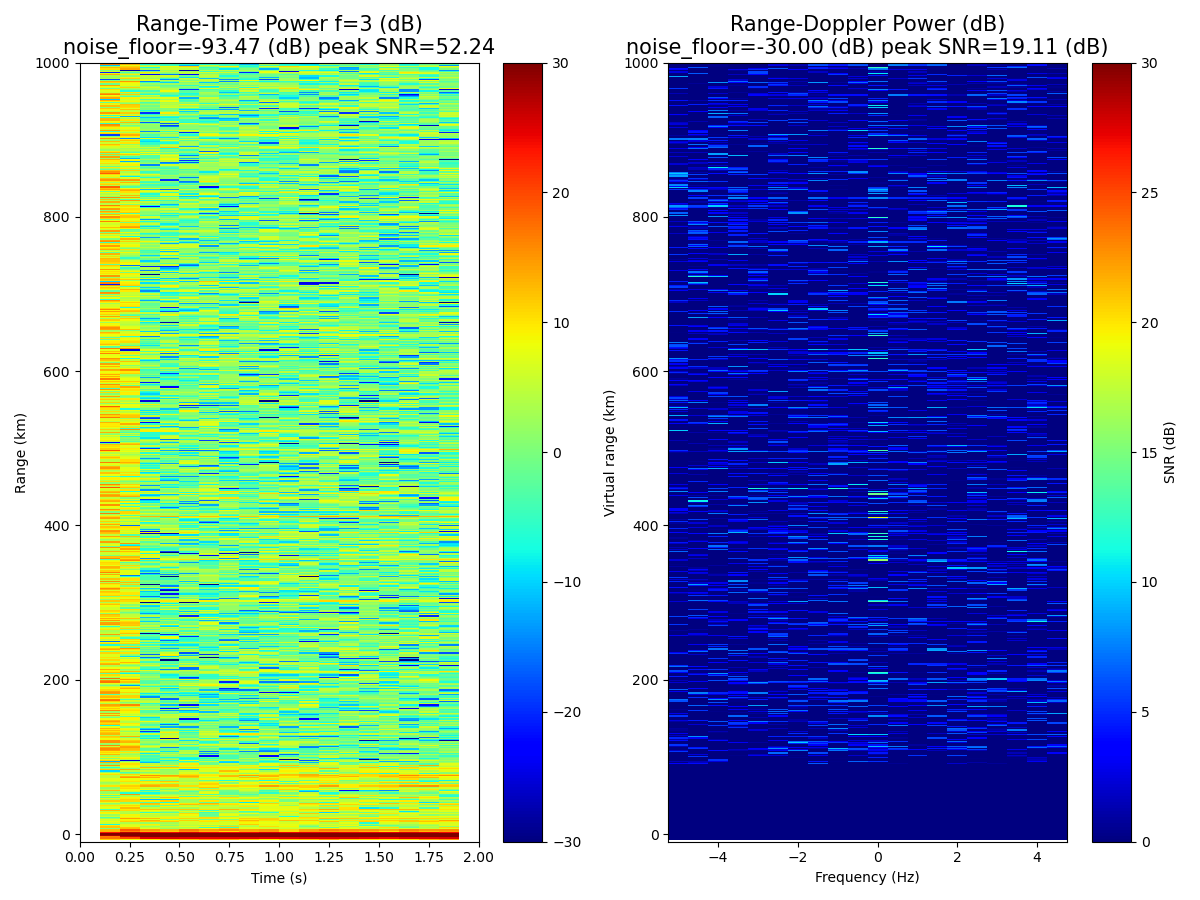 Range-Time Power f=3 (dB)
noise_floor=-93.47 (dB) peak SNR=52.24
Range (km)
1000
800
600
400
200
0
0.00 0.25 0.50 0.75 1.00 1.25 1.50 1.75 2.00
Time (s)
30
20
10
0
−10
−20
−30
Range-Doppler Power (dB)
noise_floor=-30.00 (dB) peak SNR=19.11 (dB)
Virtual range (km)
1000
800
600
400
200
0
−4 −2 0 2 4
Frequency (Hz)
30
25
20
15
10
5
0
SNR (dB)